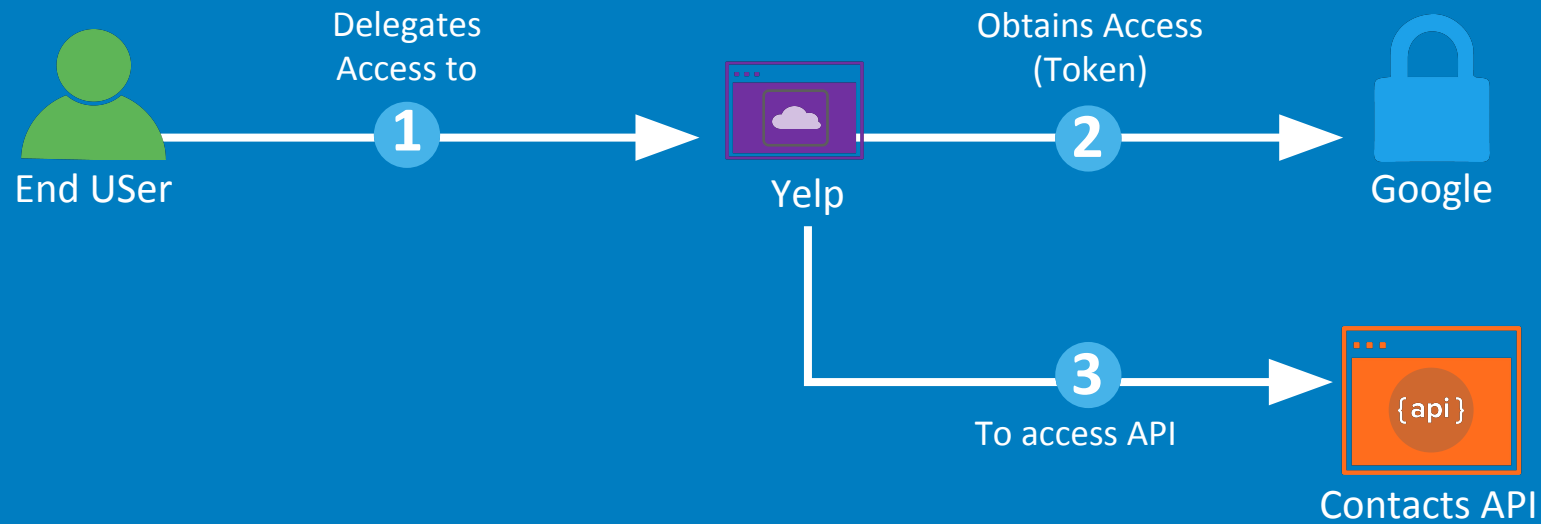 Delegates
Access to
1
End USer
Yelp
Obtains Access
(Token)
2
Google
3
To access API
{api}
Contacts API